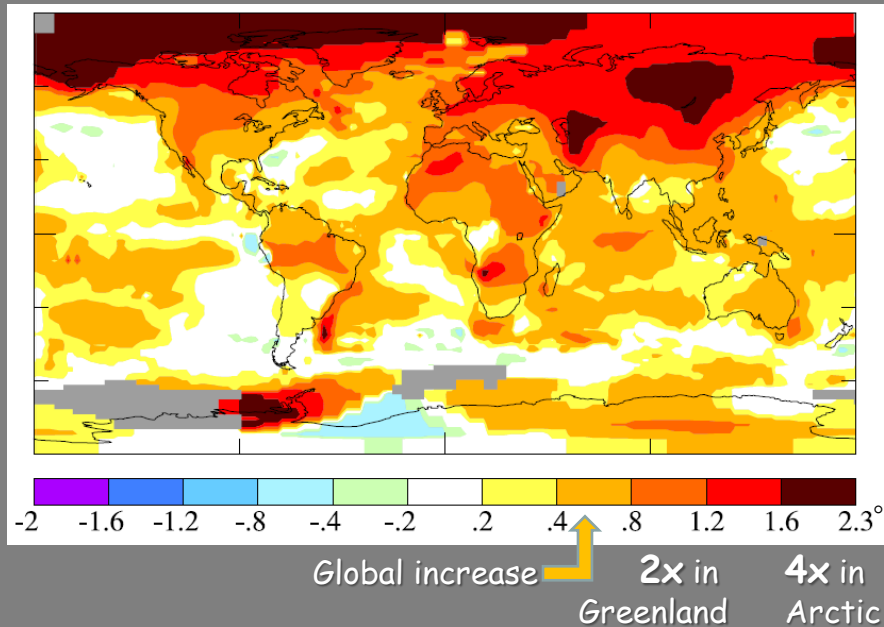 -2 -1.6 -1.2 -.8 -.4 -.2 .2 .4 .8 1.2 1.6 2.3°
Global increase 2x in 4x in
Greenland Arctic